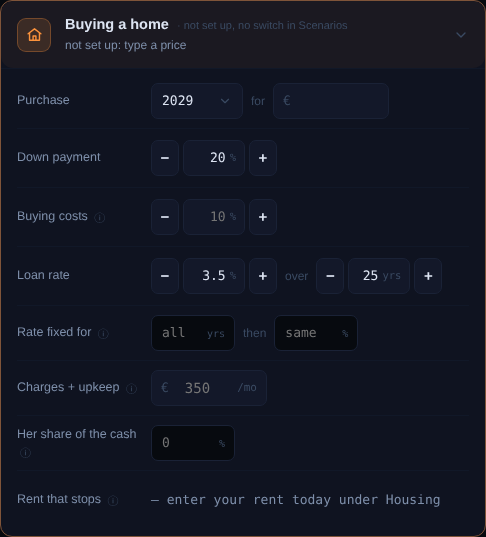 Buying a home · not set up, no switch in Scenarios
not set up: type a price
Purchase 2029 for €
Down payment − 20 % +
Buying costs ⓘ − 10 % +
Loan rate − 3.5 % + over − 25 yrs +
Rate fixed for ⓘ all yrs then same %
Charges + upkeep ⓘ € 350 /mo
Her share of the cash ⓘ 0 %
Rent that stops ⓘ — enter your rent today under Housing